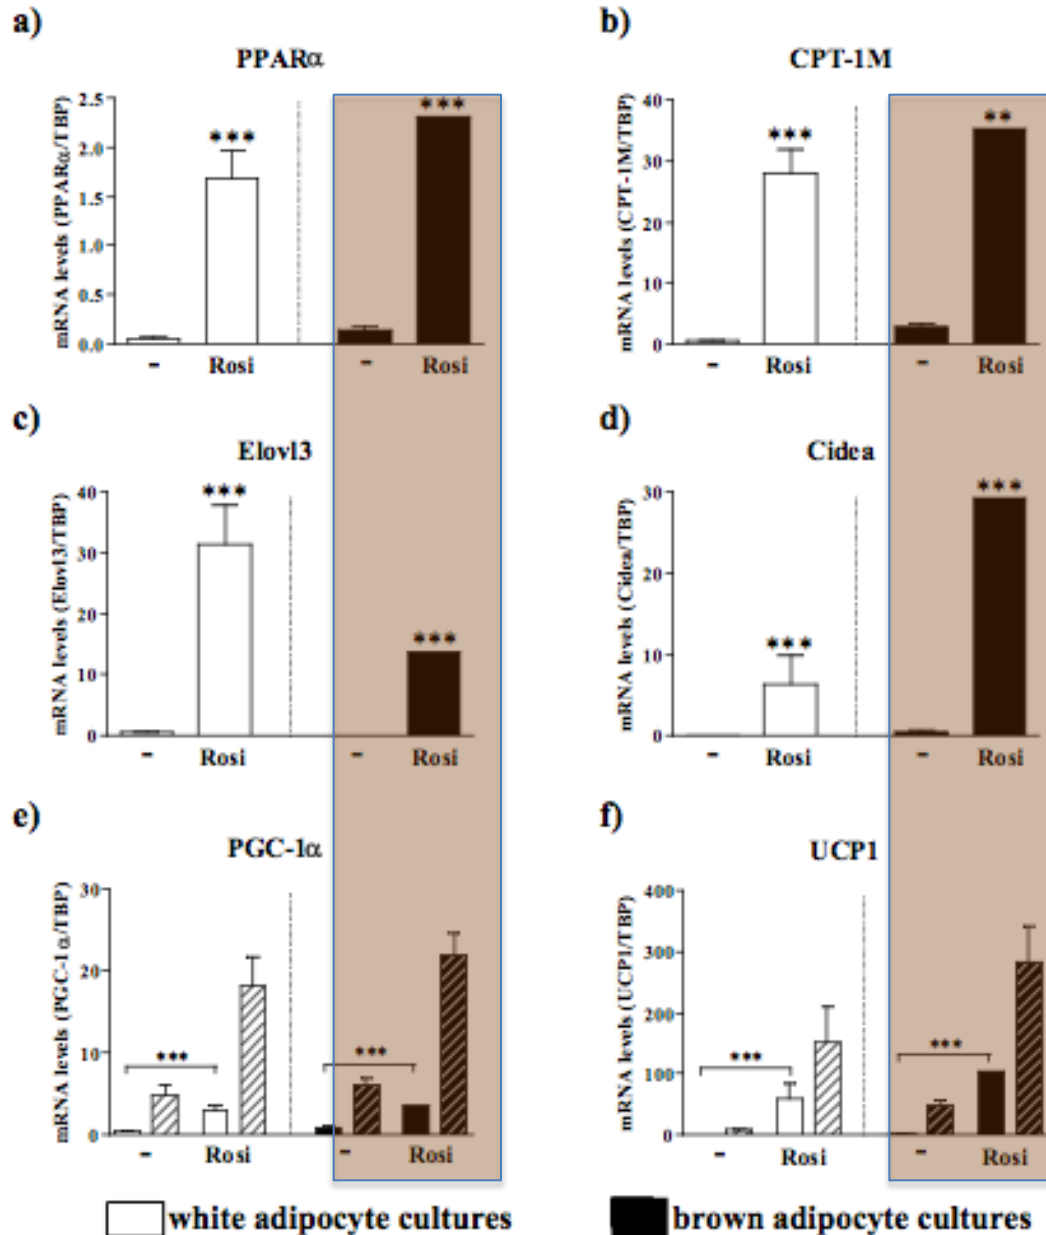 a)
PPARα
mRNA levels (PPARα/TBP)
2.5
2.0
1.5
1.0
0.5
0.0
***
***
- Rosi - Rosi
b)
CPT-1M
mRNA levels (CPT-1M/TBP)
40
30
20
10
0
***
**
- Rosi - Rosi
c)
Elovl3
mRNA levels (Elovl3/TBP)
40
30
20
10
0
***
***
- Rosi - Rosi
d)
Cidea
mRNA levels (Cidea/TBP)
30
20
10
0
***
***
- Rosi - Rosi
e)
PGC-1α
mRNA levels (PGC-1α/TBP)
30
20
10
0
***
***
- Rosi - Rosi
f)
UCP1
mRNA levels (UCP1/TBP)
400
300
200
100
0
***
***
- Rosi - Rosi
white adipocyte cultures
brown adipocyte cultures